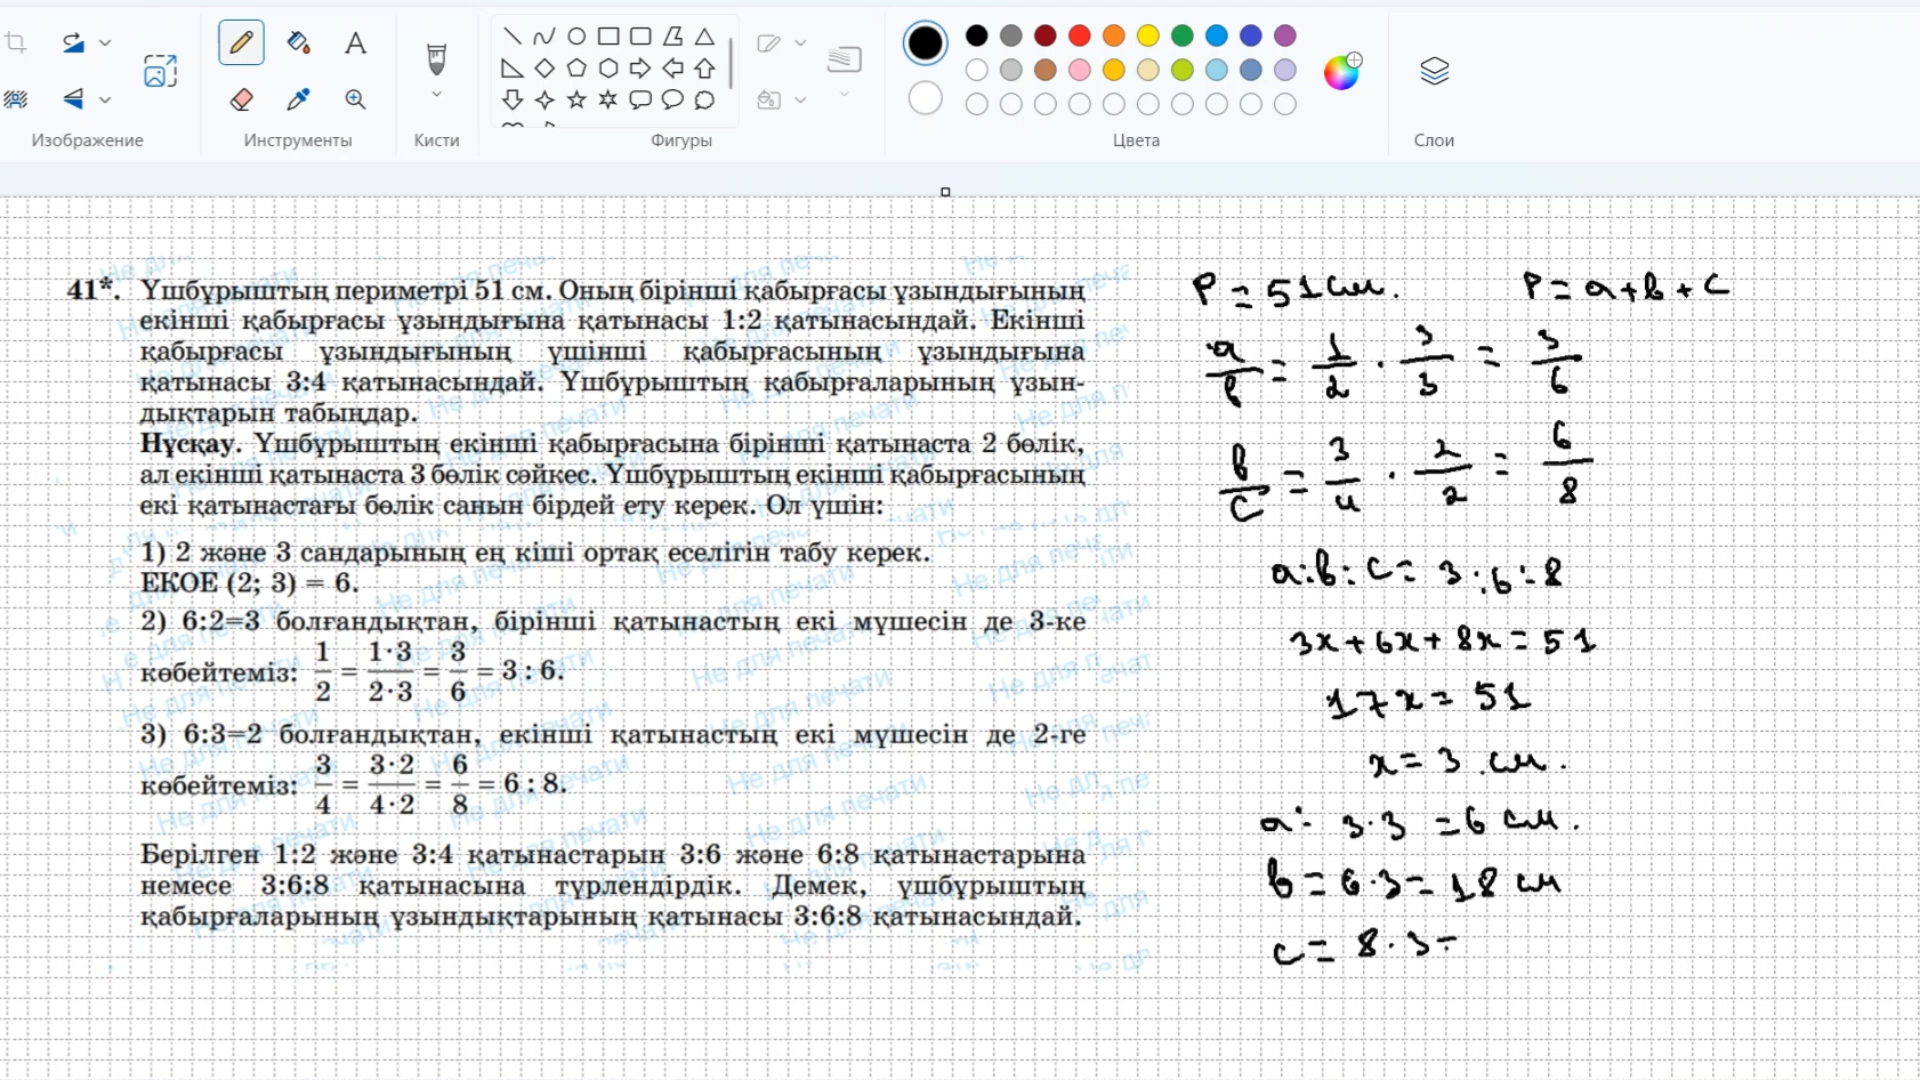 Изображение
Инструменты
Кисти
Фигуры
Цвета
Слои
41*. Үшбұрыштың периметрі 51 см. Оның бірінші қабырғасы ұзындығының
екінші қабырғасы ұзындығына қатынасы 1:2 қатынасындай. Екінші
қабырғасы ұзындығының үшінші қабырғасының ұзындығына
қатынасы 3:4 қатынасындай. Үшбұрыштың қабырғаларының ұзын-
дықтарын табыңдар.
Нұсқау. Үшбұрыштың екінші қабырғасына бірінші қатынаста 2 бөлік,
ал екінші қатынаста 3 бөлік сәйкес. Үшбұрыштың екінші қабырғасының
екі қатынастағы бөлік санын бірдей ету керек. Ол үшін:
1) 2 және 3 сандарының ең кіші ортақ еселігін табу керек.
ЕКОЕ (2; 3) = 6.
2) 6:2=3 болғандықтан, бірінші қатынастың екі мүшесін де 3-ке
көбейтеміз: 1/2 = 1·3/2·3 = 3/6 = 3 : 6.
3) 6:3=2 болғандықтан, екінші қатынастың екі мүшесін де 2-ге
көбейтеміз: 3/4 = 3·2/4·2 = 6/8 = 6 : 8.
Берілген 1:2 және 3:4 қатынастарын 3:6 және 6:8 қатынастарына
немесе 3:6:8 қатынасына түрлендірдік. Демек, үшбұрыштың
қабырғаларының ұзындықтарының қатынасы 3:6:8 қатынасындай.
P = 51 см. P = a + b + c
a/b = 1/2 · 3/3 = 3/6
b/c = 3/4 · 2/2 = 6/8
a : b : c = 3 : 6 : 8
3x + 6x + 8x = 51
17x = 51
x = 3 см.
a = 3·3 = 6 см.
b = 6·3 = 18 см
c = 8·3 =
Не для печати